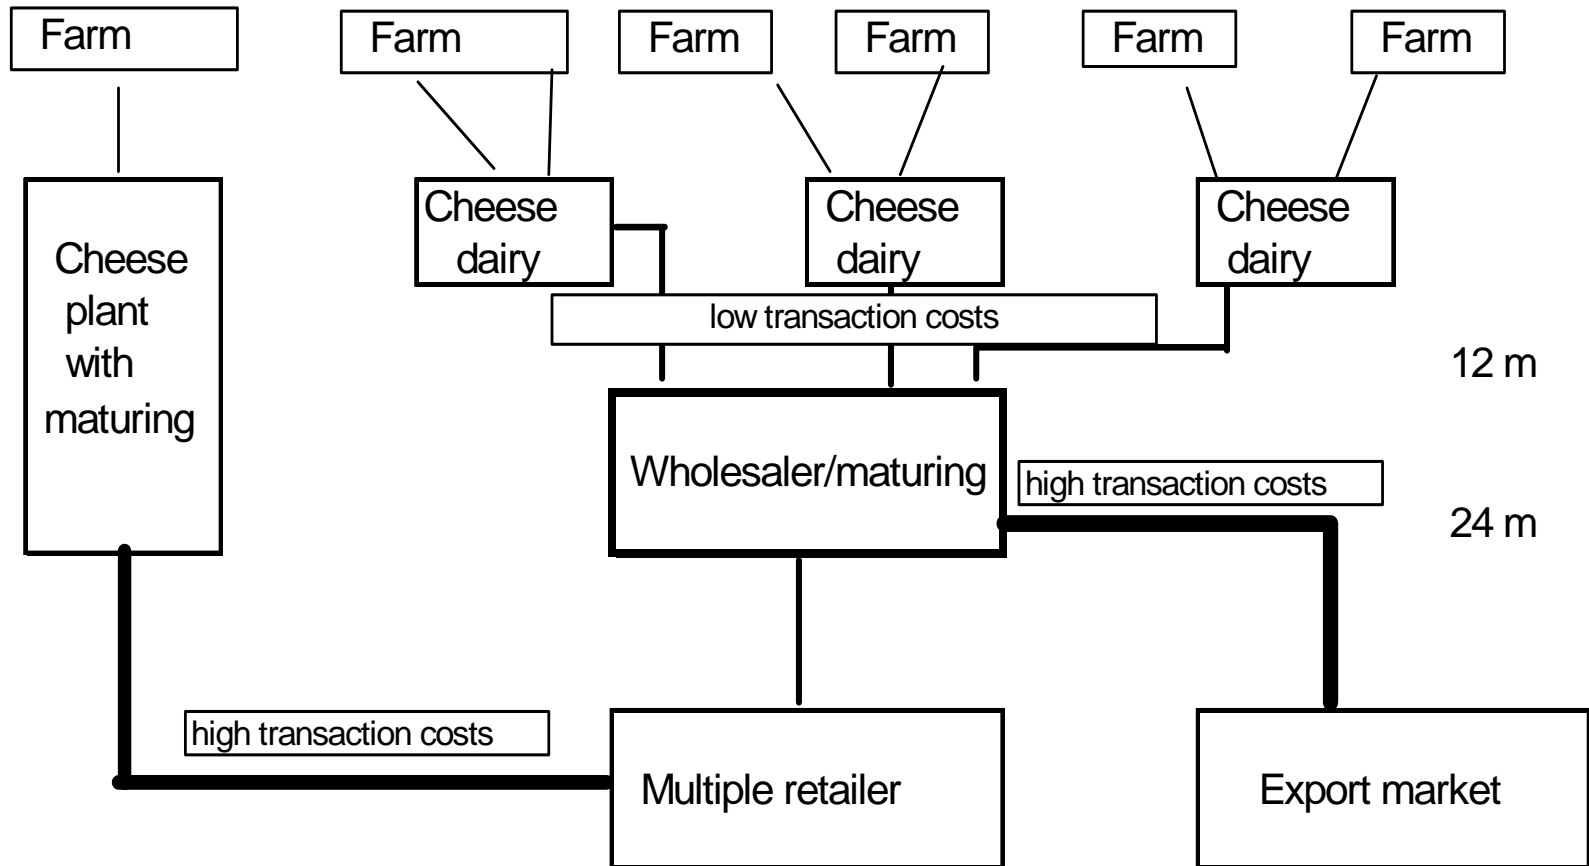 Farm
Farm
Farm
Farm
Farm
Farm
Cheese
plant
with
maturing
Cheese
dairy
Cheese
dairy
Cheese
dairy
low transaction costs
12 m
Wholesaler/maturing
high transaction costs
24 m
high transaction costs
Multiple retailer
Export market